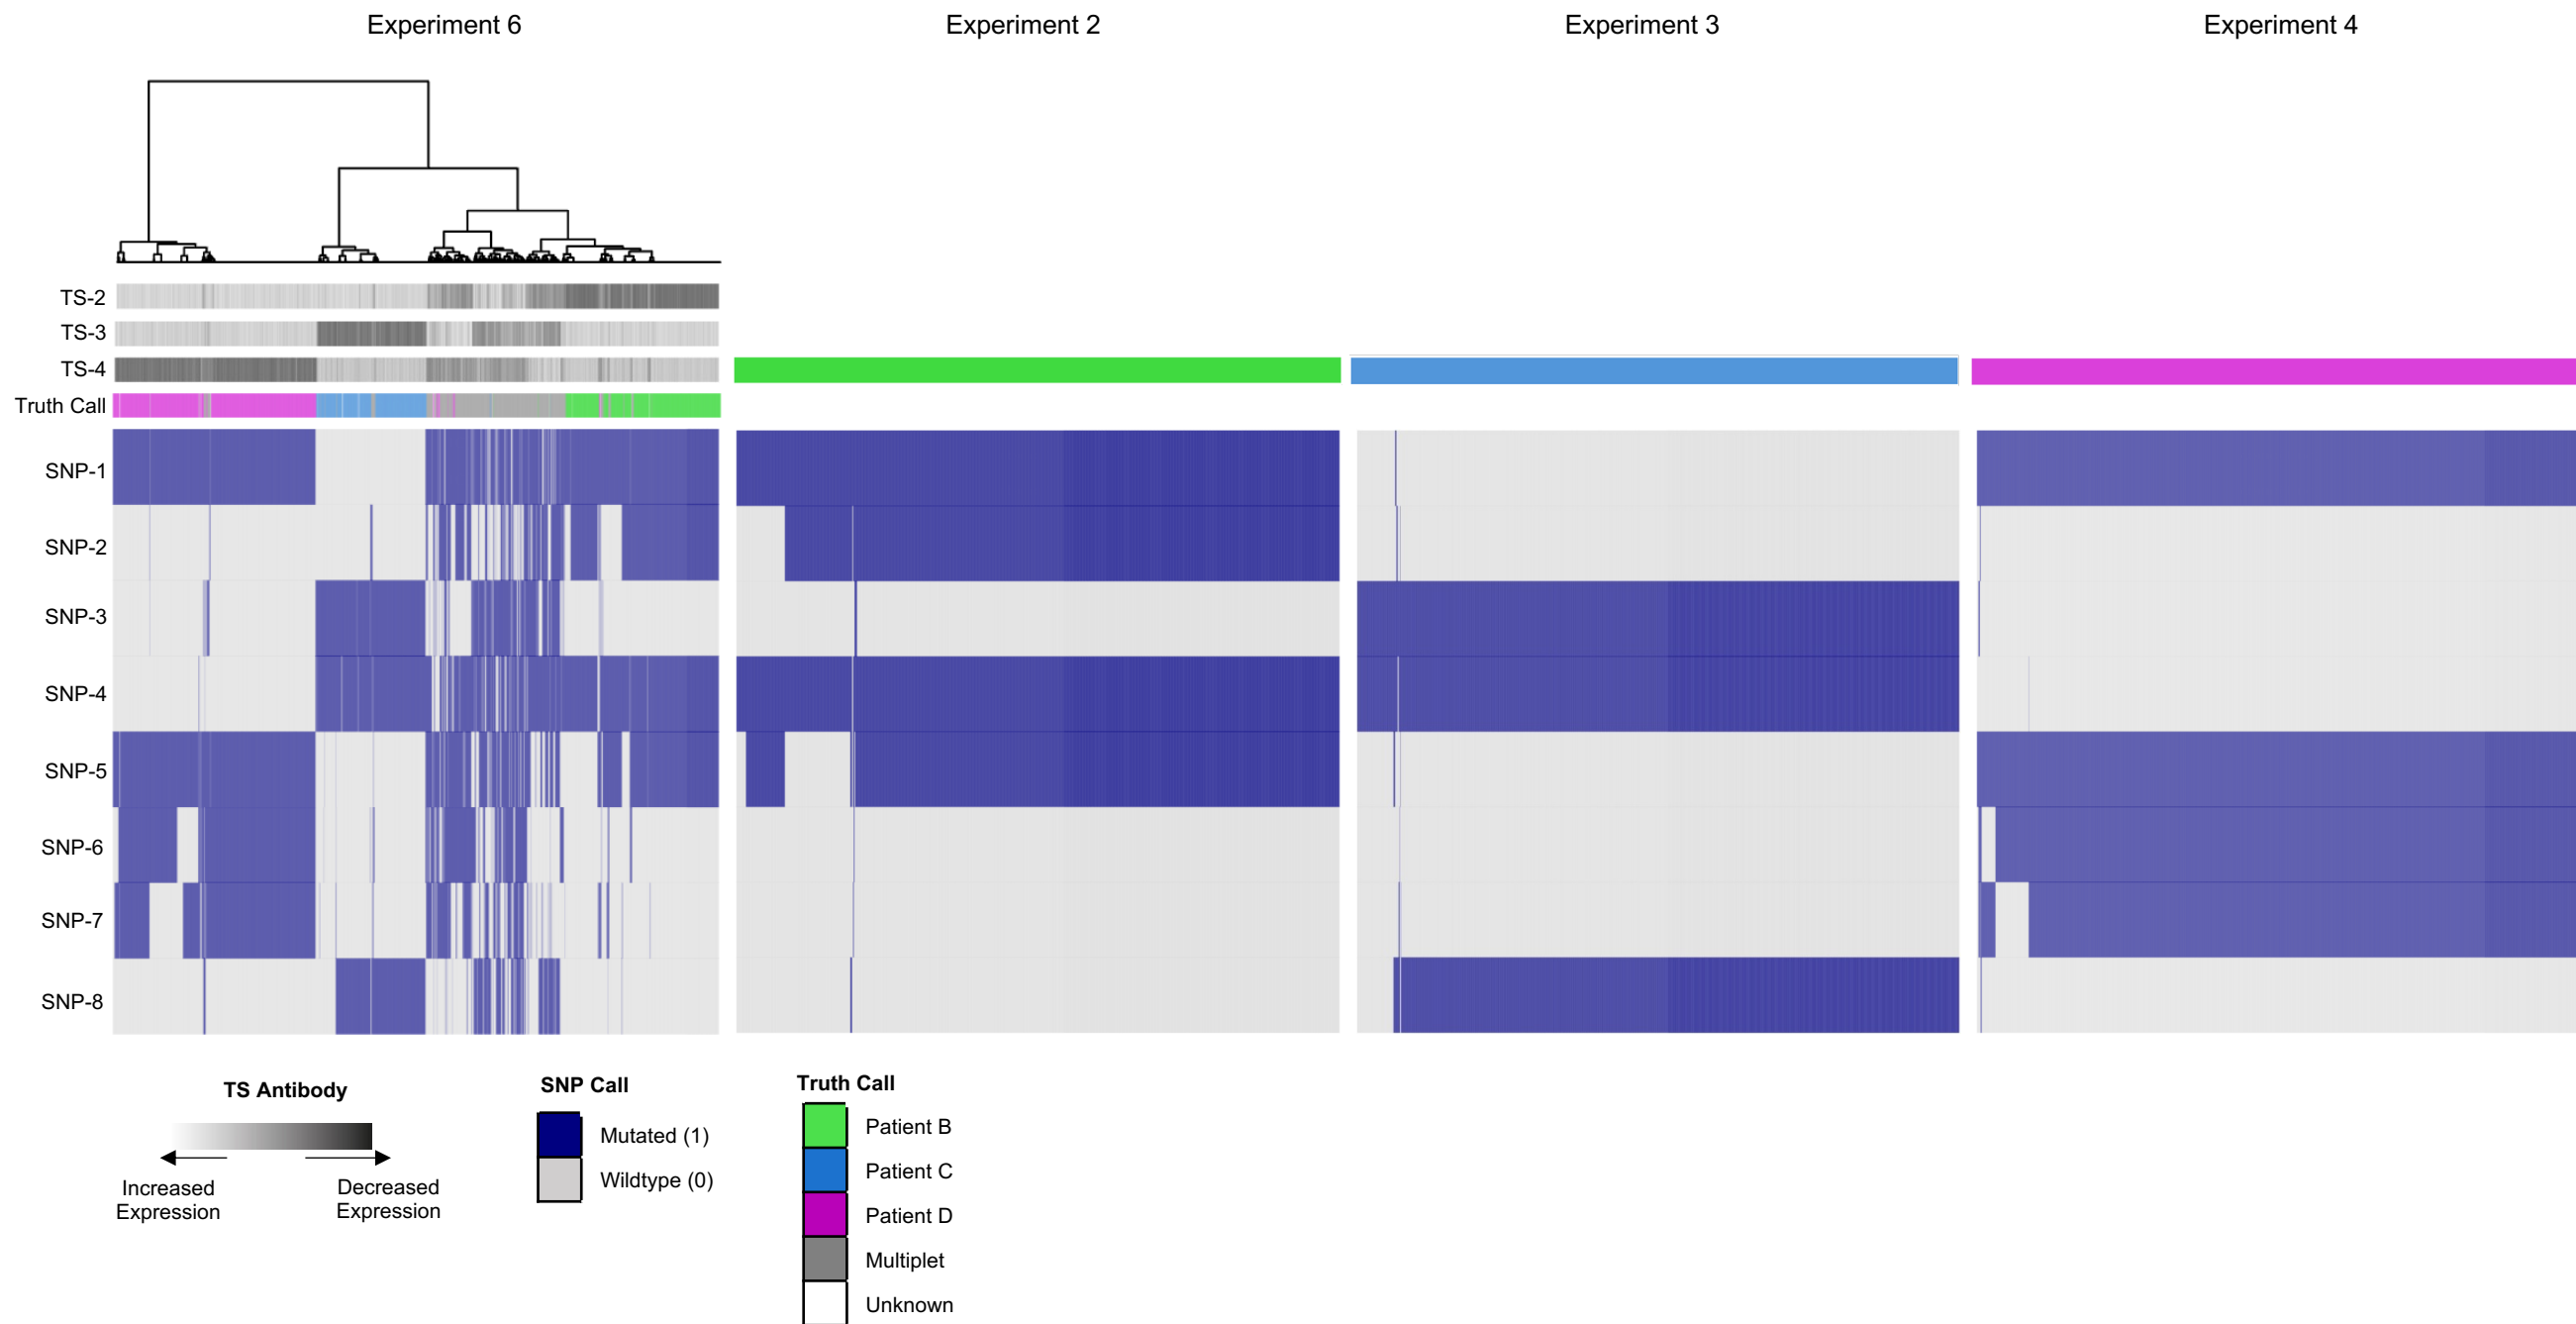 Experiment 6
Experiment 2
Experiment 3
Experiment 4
TS-2
TS-3
TS-4
Truth Call
SNP-1
SNP-2
SNP-3
SNP-4
SNP-5
SNP-6
SNP-7
SNP-8
TS Antibody
Increased
Expression
Decreased
Expression
SNP Call
Mutated (1)
Wildtype (0)
Truth Call
Patient B
Patient C
Patient D
Multiplet
Unknown